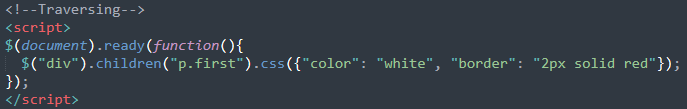 <!--Traversing-->
<script>
$(document).ready(function(){
  $("div").children("p.first").css({"color": "white", "border": "2px solid red"});
});
</script>